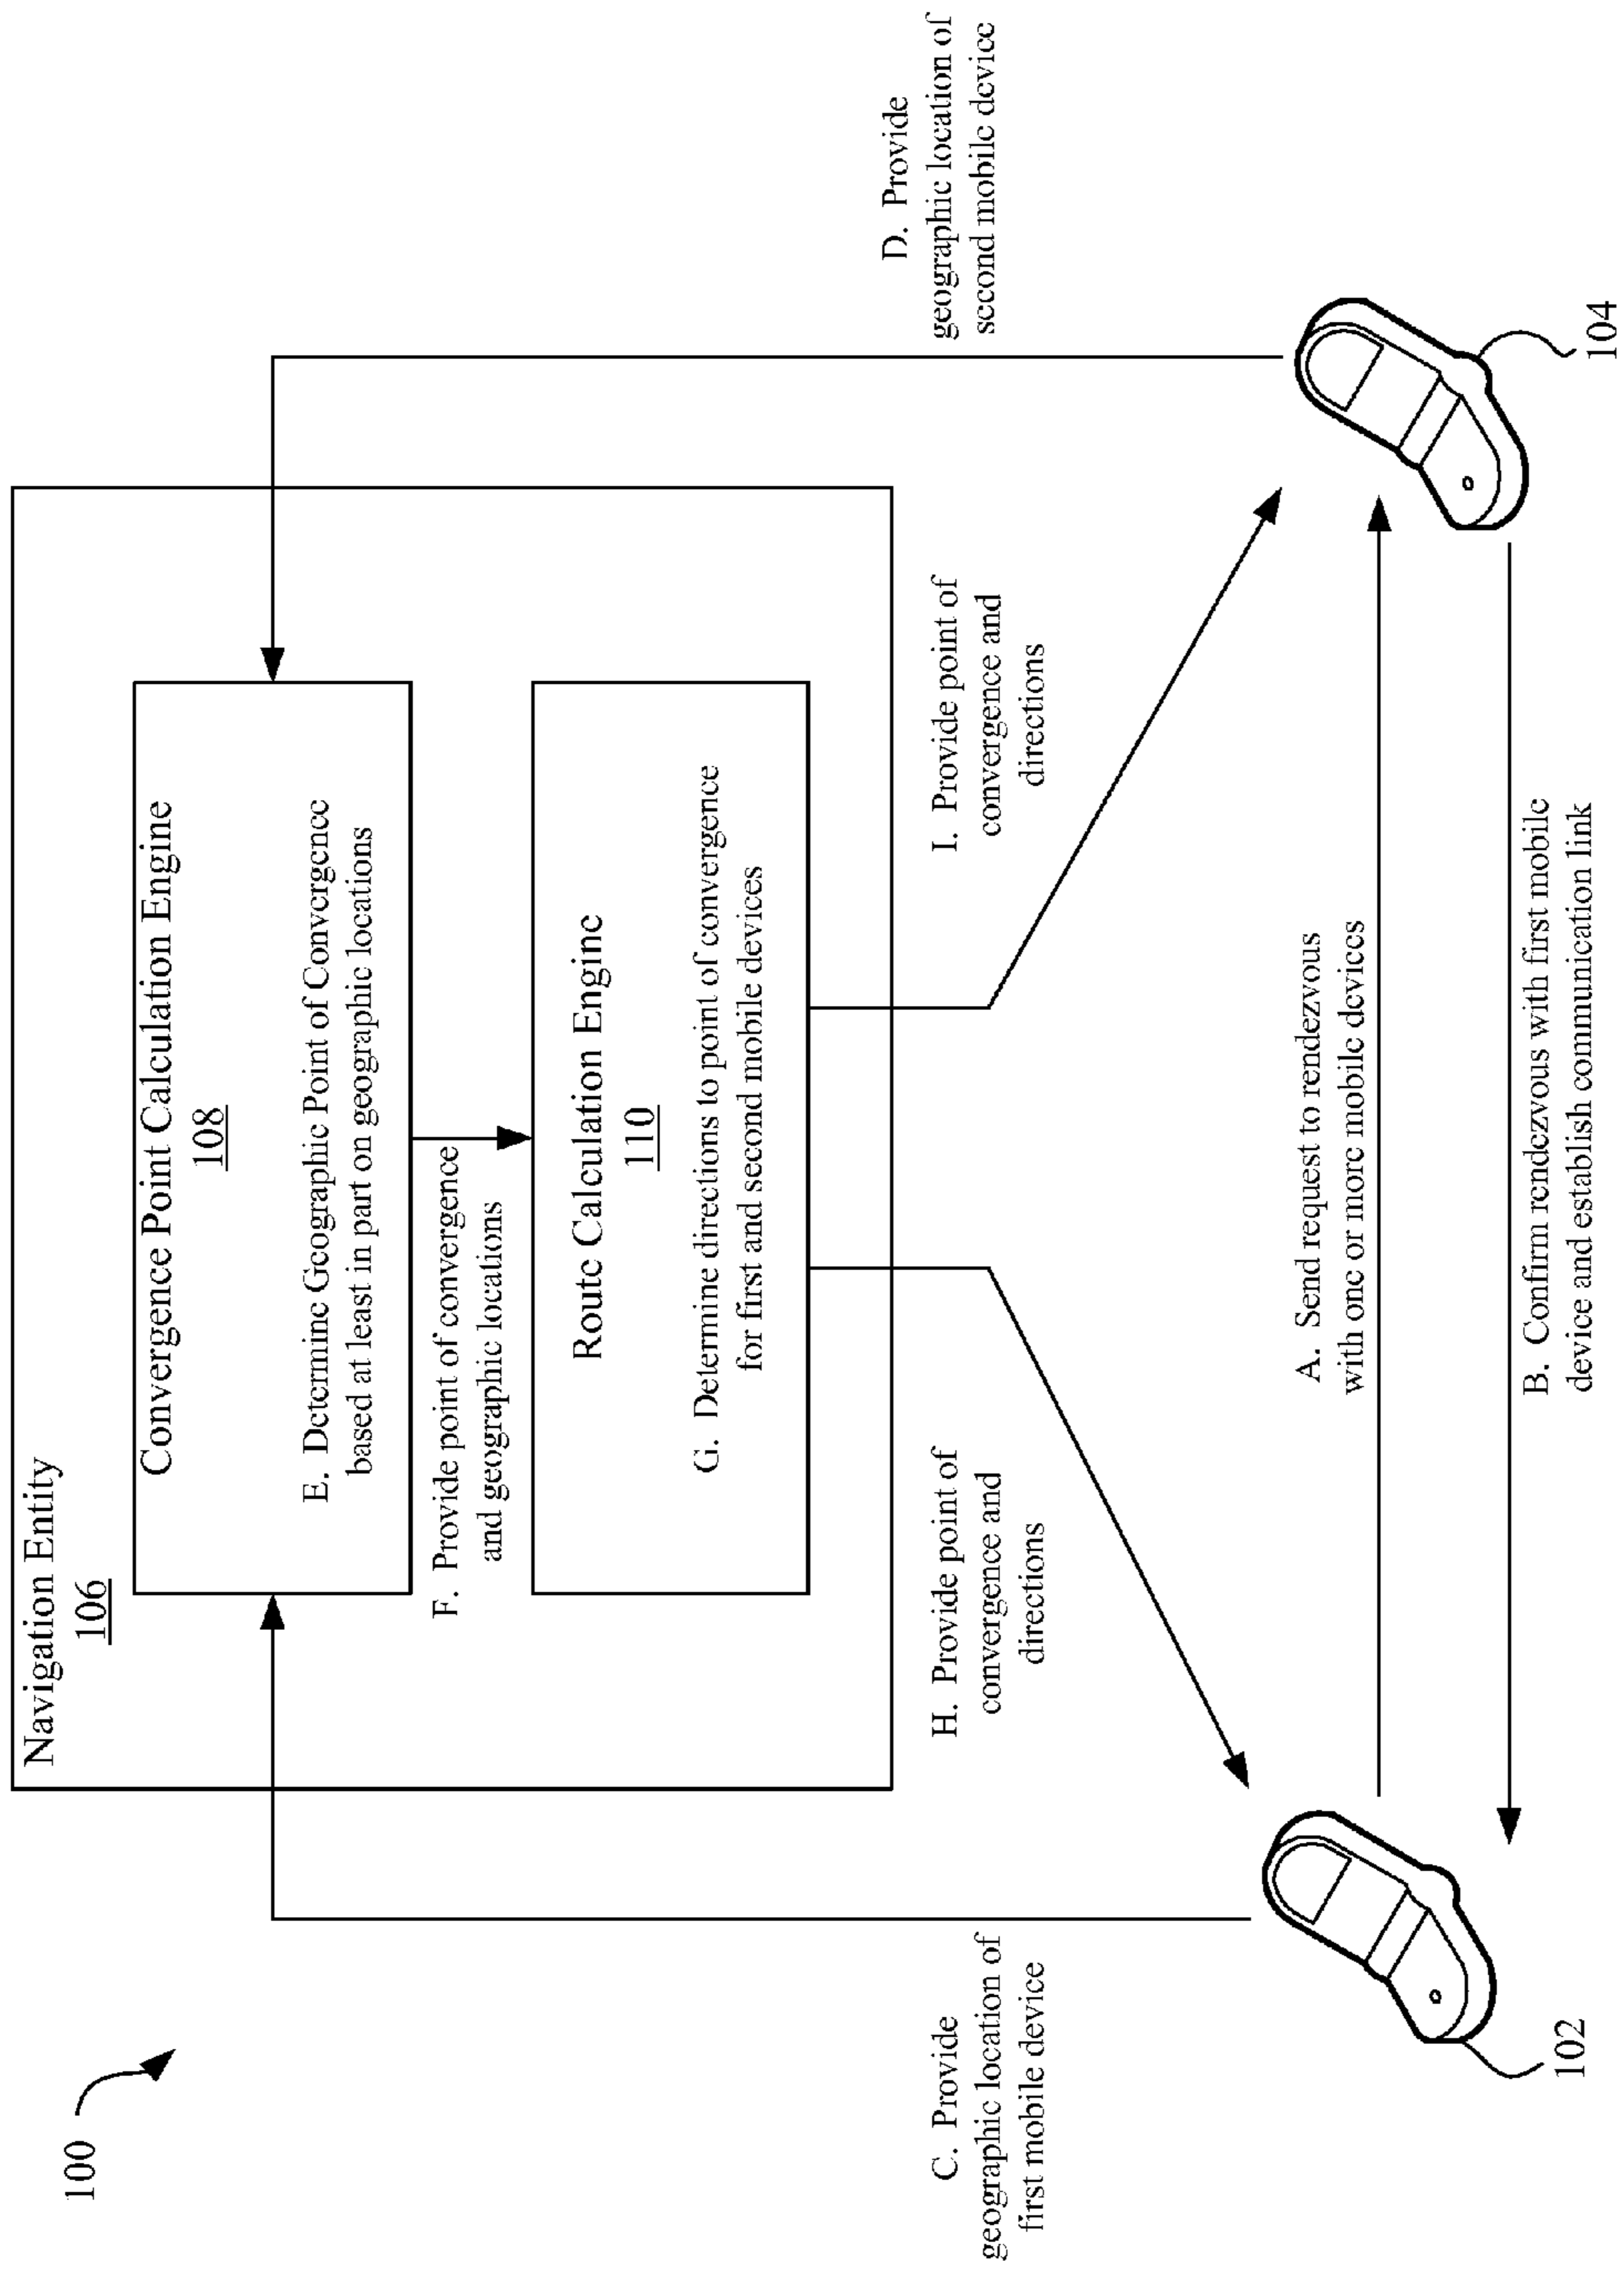 100
Navigation Entity
106
Convergence Point Calculation Engine
108
E. Determine Geographic Point of Convergence
based at least in part on geographic locations
F. Provide point of convergence
and geographic locations
Route Calculation Engine
110
G. Determine directions to point of convergence
for first and second mobile devices
C. Provide
geographic location of
first mobile device
H. Provide point of
convergence and
directions
I. Provide point of
convergence and
directions
D. Provide
geographic location of
second mobile device
A. Send request to rendezvous
with one or more mobile devices
B. Confirm rendezvous with first mobile
device and establish communication link
102
104